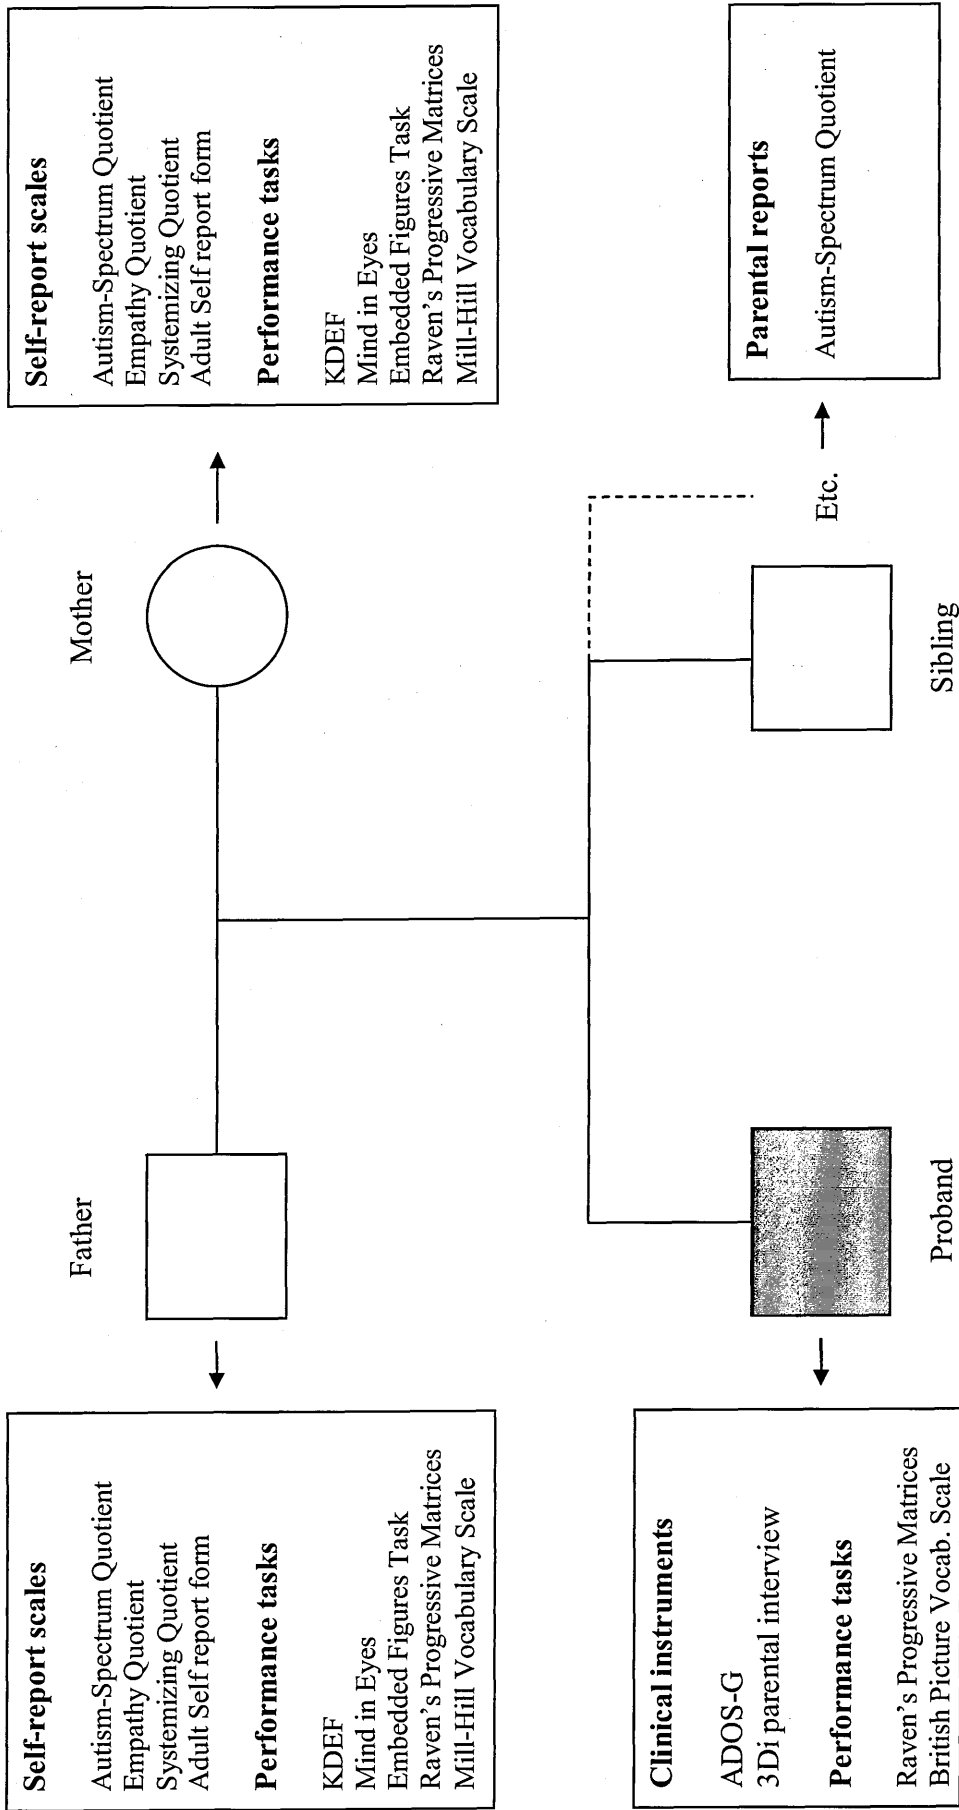 Self-report scales
Autism-Spectrum Quotient
Empathy Quotient
Systemizing Quotient
Adult Self report form
Performance tasks
KDEF
Mind in Eyes
Embedded Figures Task
Raven's Progressive Matrices
Mill-Hill Vocabulary Scale
Father
Mother
Self-report scales
Autism-Spectrum Quotient
Empathy Quotient
Systemizing Quotient
Adult Self report form
Performance tasks
KDEF
Mind in Eyes
Embedded Figures Task
Raven's Progressive Matrices
Mill-Hill Vocabulary Scale
Clinical instruments
ADOS-G
3Di parental interview
Performance tasks
Raven's Progressive Matrices
British Picture Vocab. Scale
Proband
Sibling
Etc.
Parental reports
Autism-Spectrum Quotient